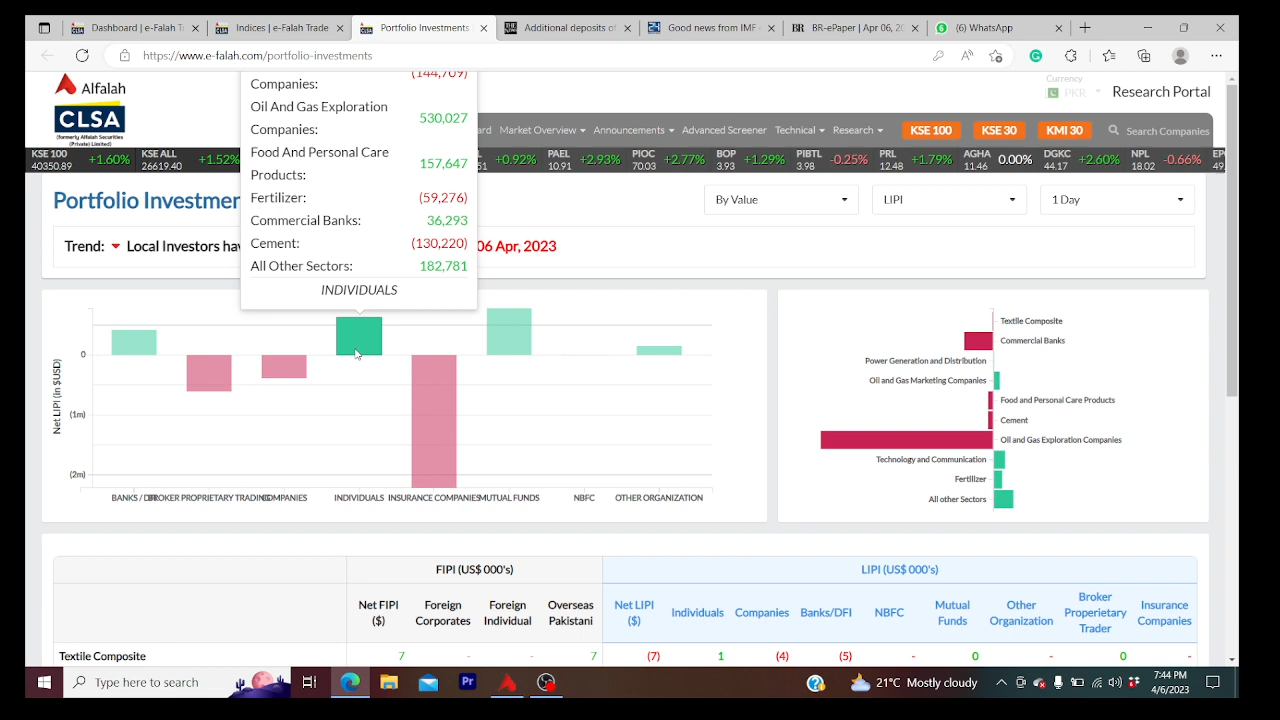 Dashboard | e-Falah Tr
Indices | e-Falah Trade
Portfolio Investments
Additional deposits of
Good news from IMF -
BR-ePaper | Apr 06, 20
(6) WhatsApp
https://www.e-falah.com/portfolio-investments
Alfalah
CLSA
(formerly Alfalah Securities
(Private) Limited)
Currency
PKR
Research Portal
ard Market Overview Announcements Advanced Screener Technical Research KSE 100 KSE 30 KMI 30 Search Companies
KSE 100 40350.89 +1.60%
KSE ALL 26619.40 +1.52%
51 +0.92%
PAEL 10.91 +2.93%
PIOC 70.03 +2.77%
BOP 3.93 +1.29%
PIBTL 3.98 -0.25%
PRL 12.48 +1.79%
AGHA 11.46 0.00%
DGKC 44.17 +2.60%
NPL 18.02 -0.66%
Companies: (144,709)
Oil And Gas Exploration
Companies: 530,027
Food And Personal Care
Products: 157,647
Fertilizer: (59,276)
Commercial Banks: 36,293
Cement: (130,220)
All Other Sectors: 182,781
INDIVIDUALS
Portfolio Investmen
By Value
LIPI
1 Day
Trend: Local Investors hav
06 Apr, 2023
Net LIPI (in $USD)
0
(1m)
(2m)
BANKS / DFI
BROKER PROPRIETARY TRADING
COMPANIES
INDIVIDUALS
INSURANCE COMPANIES
MUTUAL FUNDS
NBFC
OTHER ORGANIZATION
Textile Composite
Commercial Banks
Power Generation and Distribution
Oil and Gas Marketing Companies
Food and Personal Care Products
Cement
Oil and Gas Exploration Companies
Technology and Communication
Fertilizer
All other Sectors
FIPI (US$ 000's)
LIPI (US$ 000's)
Net FIPI ($)
Foreign Corporates
Foreign Individual
Overseas Pakistani
Net LIPI ($)
Individuals
Companies
Banks/DFI
NBFC
Mutual Funds
Other Organization
Broker Properietary Trader
Insurance Companies
Textile Composite 7 - - 7 (7) 1 (4) (5) - 0 - 0 -
Type here to search
21°C Mostly cloudy
7:44 PM
4/6/2023